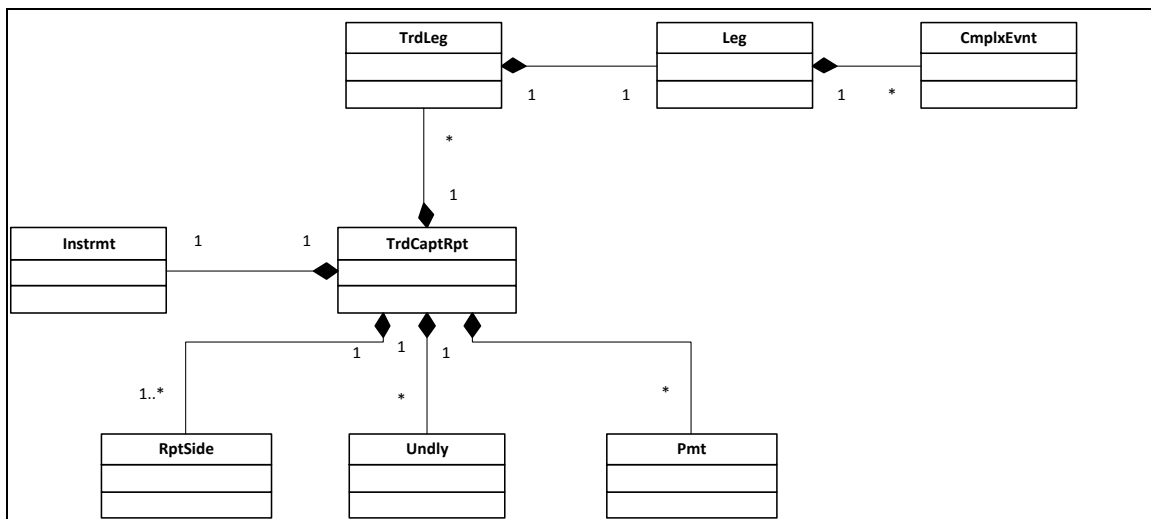 TrdLeg
Leg
CmplxEvnt
1
1
1
*
*
1
Instrmt
1
1
TrdCaptRpt
1
1
1
1..*
*
*
RptSide
Undly
Pmt